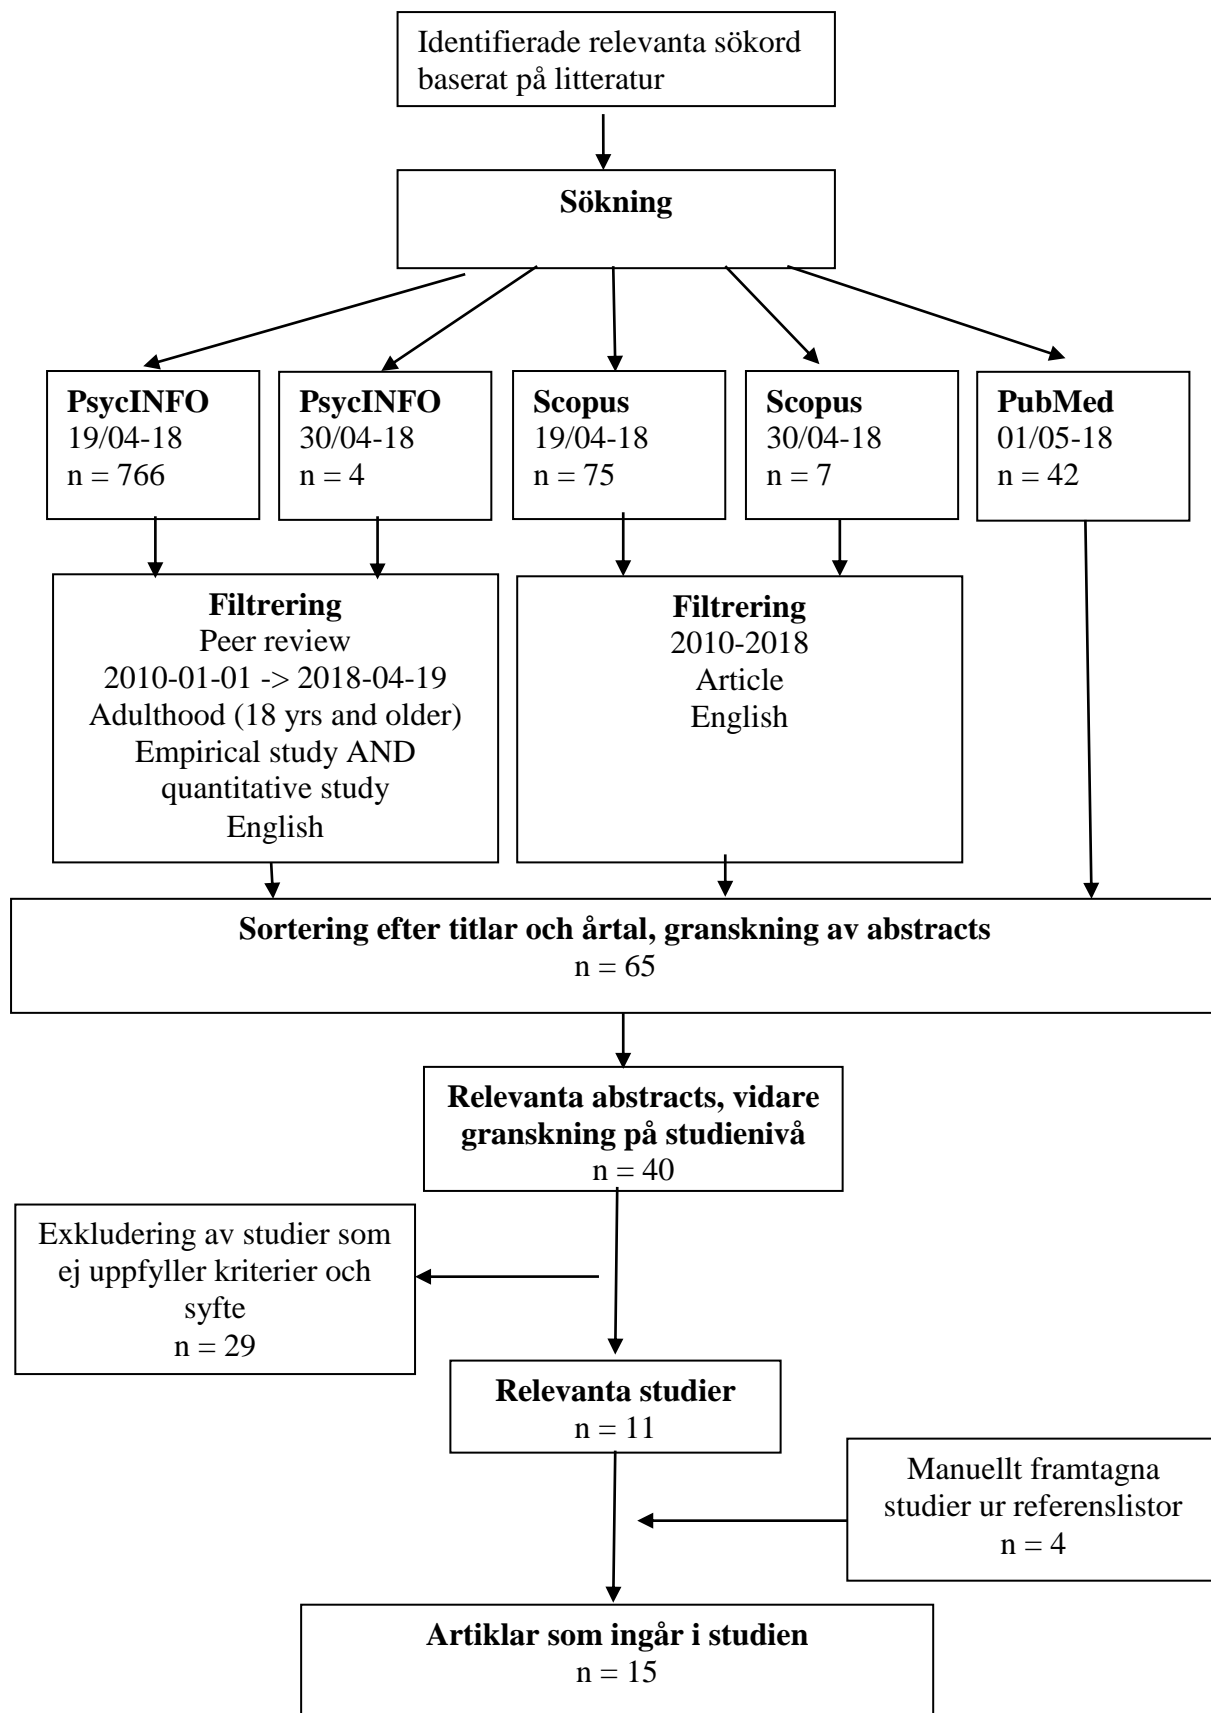 Identifierade relevanta sökord
baserat på litteratur
Sökning
PsycINFO
19/04-18
n = 766
PsycINFO
30/04-18
n = 4
Scopus
19/04-18
n = 75
Scopus
30/04-18
n = 7
PubMed
01/05-18
n = 42
Filtrering
Peer review
2010-01-01 -> 2018-04-19
Adulthood (18 yrs and older)
Empirical study AND
quantitative study
English
Filtrering
2010-2018
Article
English
Sortering efter titlar och årtal, granskning av abstracts
n = 65
Relevanta abstracts, vidare
granskning på studienivå
n = 40
Exkludering av studier som
ej uppfyller kriterier och
syfte
n = 29
Relevanta studier
n = 11
Manuellt framtagna
studier ur referenslistor
n = 4
Artiklar som ingår i studien
n = 15